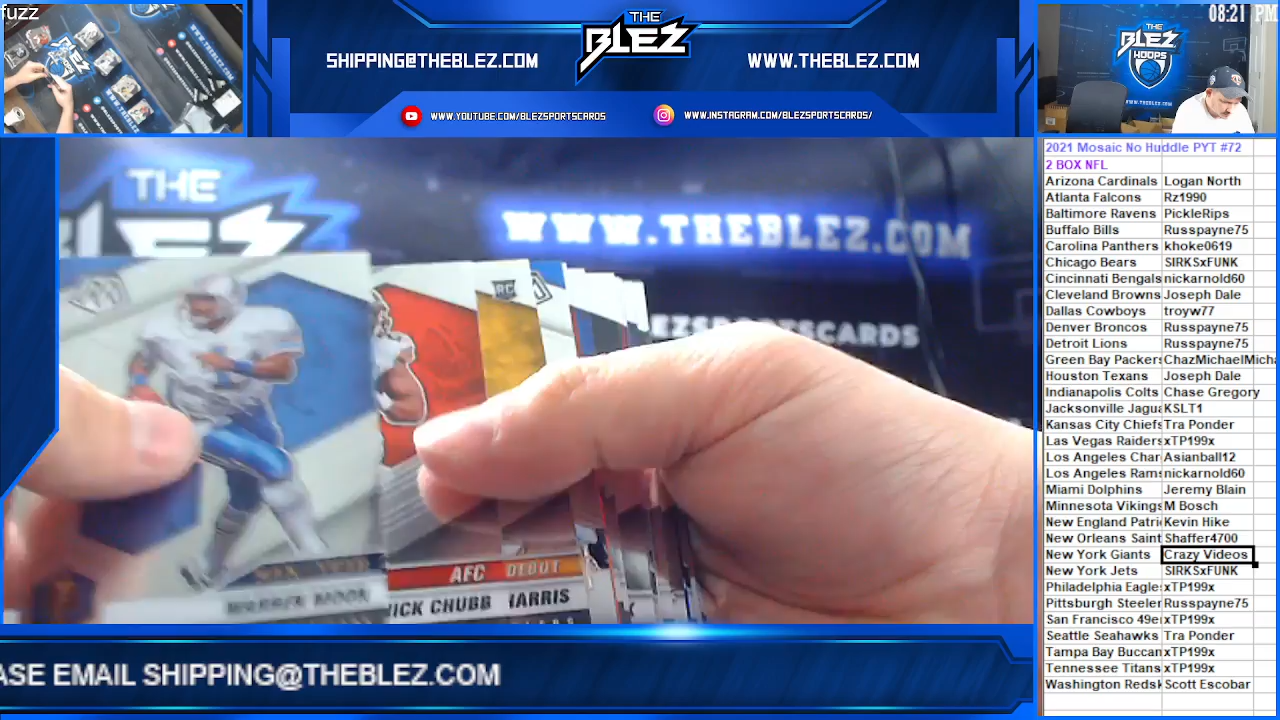 fuzz
SHIPPING@THEBLEZ.COM
THE
BLEZ
WWW.THEBLEZ.COM
WWW.YOUTUBE.COM/BLEZSPORTSCARDS
WWW.INSTAGRAM.COM/BLEZSPORTSCARDS/
08:21 PM
THE
BLEZ
HOOPS
THE
BLEZ
WWW.THEBLEZ.COM
EZSPORTSCARDS
RC
AFC DEBUT
WARREN MOON
NICK CHUBB HARRIS
ASE EMAIL SHIPPING@THEBLEZ.COM
2021 Mosaic No Huddle PYT #72
2 BOX NFL
Arizona Cardinals Logan North
Atlanta Falcons Rz1990
Baltimore Ravens PickleRips
Buffalo Bills Russpayne75
Carolina Panthers khoke0619
Chicago Bears SIRKSxFUNK
Cincinnati Bengals nickarnold60
Cleveland Browns Joseph Dale
Dallas Cowboys troyw77
Denver Broncos Russpayne75
Detroit Lions Russpayne75
Green Bay Packers ChazMichaelMicha
Houston Texans Joseph Dale
Indianapolis Colts Chase Gregory
Jacksonville Jagua KSLT1
Kansas City Chiefs Tra Ponder
Las Vegas Raiders xTP199x
Los Angeles Char Asianball12
Los Angeles Rams nickarnold60
Miami Dolphins Jeremy Blain
Minnesota Vikings M Bosch
New England Patri Kevin Hike
New Orleans Saint Shaffer4700
New York Giants Crazy Videos
New York Jets SIRKSxFUNK
Philadelphia Eagle xTP199x
Pittsburgh Steeler Russpayne75
San Francisco 49e xTP199x
Seattle Seahawks Tra Ponder
Tampa Bay Buccan xTP199x
Tennessee Titans xTP199x
Washington Redsk Scott Escobar